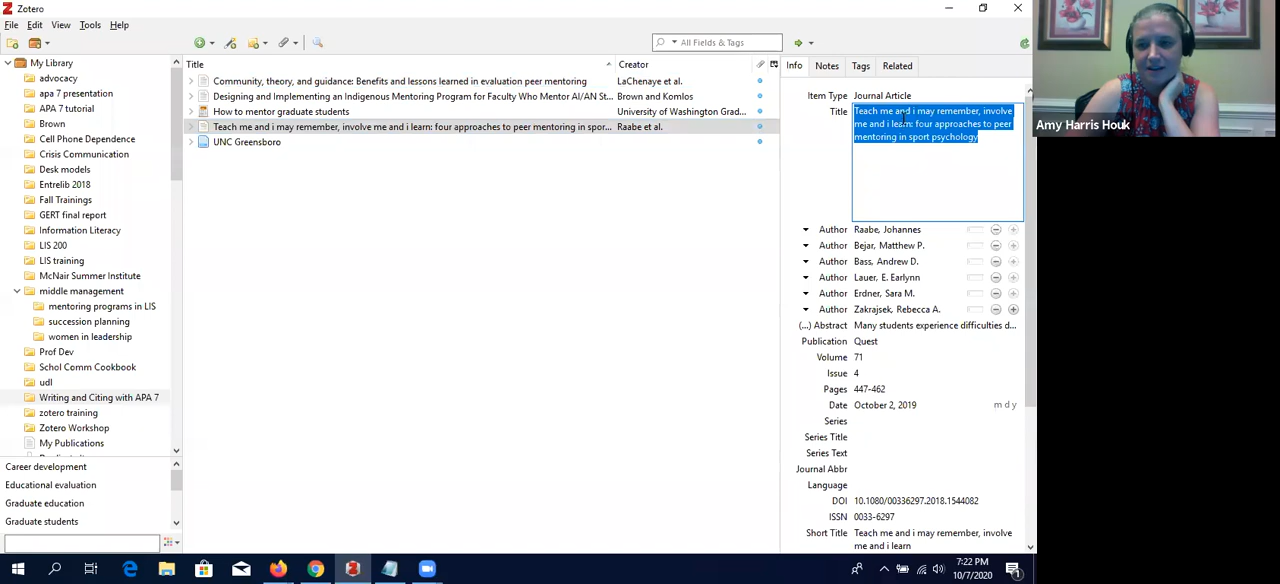 Zotero
File Edit View Tools Help
All Fields & Tags
My Library
advocacy
apa 7 presentation
APA 7 tutorial
Brown
Cell Phone Dependence
Crisis Communication
Desk models
Entrelib 2018
Fall Trainings
GERT final report
Information Literacy
LIS 200
LIS training
McNair Summer Institute
middle management
mentoring programs in LIS
succession planning
women in leadership
Prof Dev
Schol Comm Cookbook
udl
Writing and Citing with APA 7
zotero training
Zotero Workshop
My Publications
Career development
Educational evaluation
Graduate education
Graduate students
Title Creator
Community, theory, and guidance: Benefits and lessons learned in evaluation peer mentoring LaChenaye et al.
Designing and Implementing an Indigenous Mentoring Program for Faculty Who Mentor AI/AN St... Brown and Komlos
How to mentor graduate students University of Washington Grad...
Teach me and i may remember, involve me and i learn: four approaches to peer mentoring in spor... Raabe et al.
UNC Greensboro
Info Notes Tags Related
Item Type Journal Article
Title Teach me and i may remember, involve
me and i learn: four approaches to peer
mentoring in sport psychology
Author Raabe, Johannes
Author Bejar, Matthew P.
Author Bass, Andrew D.
Author Lauer, E. Earlynn
Author Erdner, Sara M.
Author Zakrajsek, Rebecca A.
(...) Abstract Many students experience difficulties d...
Publication Quest
Volume 71
Issue 4
Pages 447-462
Date October 2, 2019 m d y
Series
Series Title
Series Text
Journal Abbr
Language
DOI 10.1080/00336297.2018.1544082
ISSN 0033-6297
Short Title Teach me and i may remember, involve
me and i learn
Amy Harris Houk
7:22 PM
10/7/2020
1